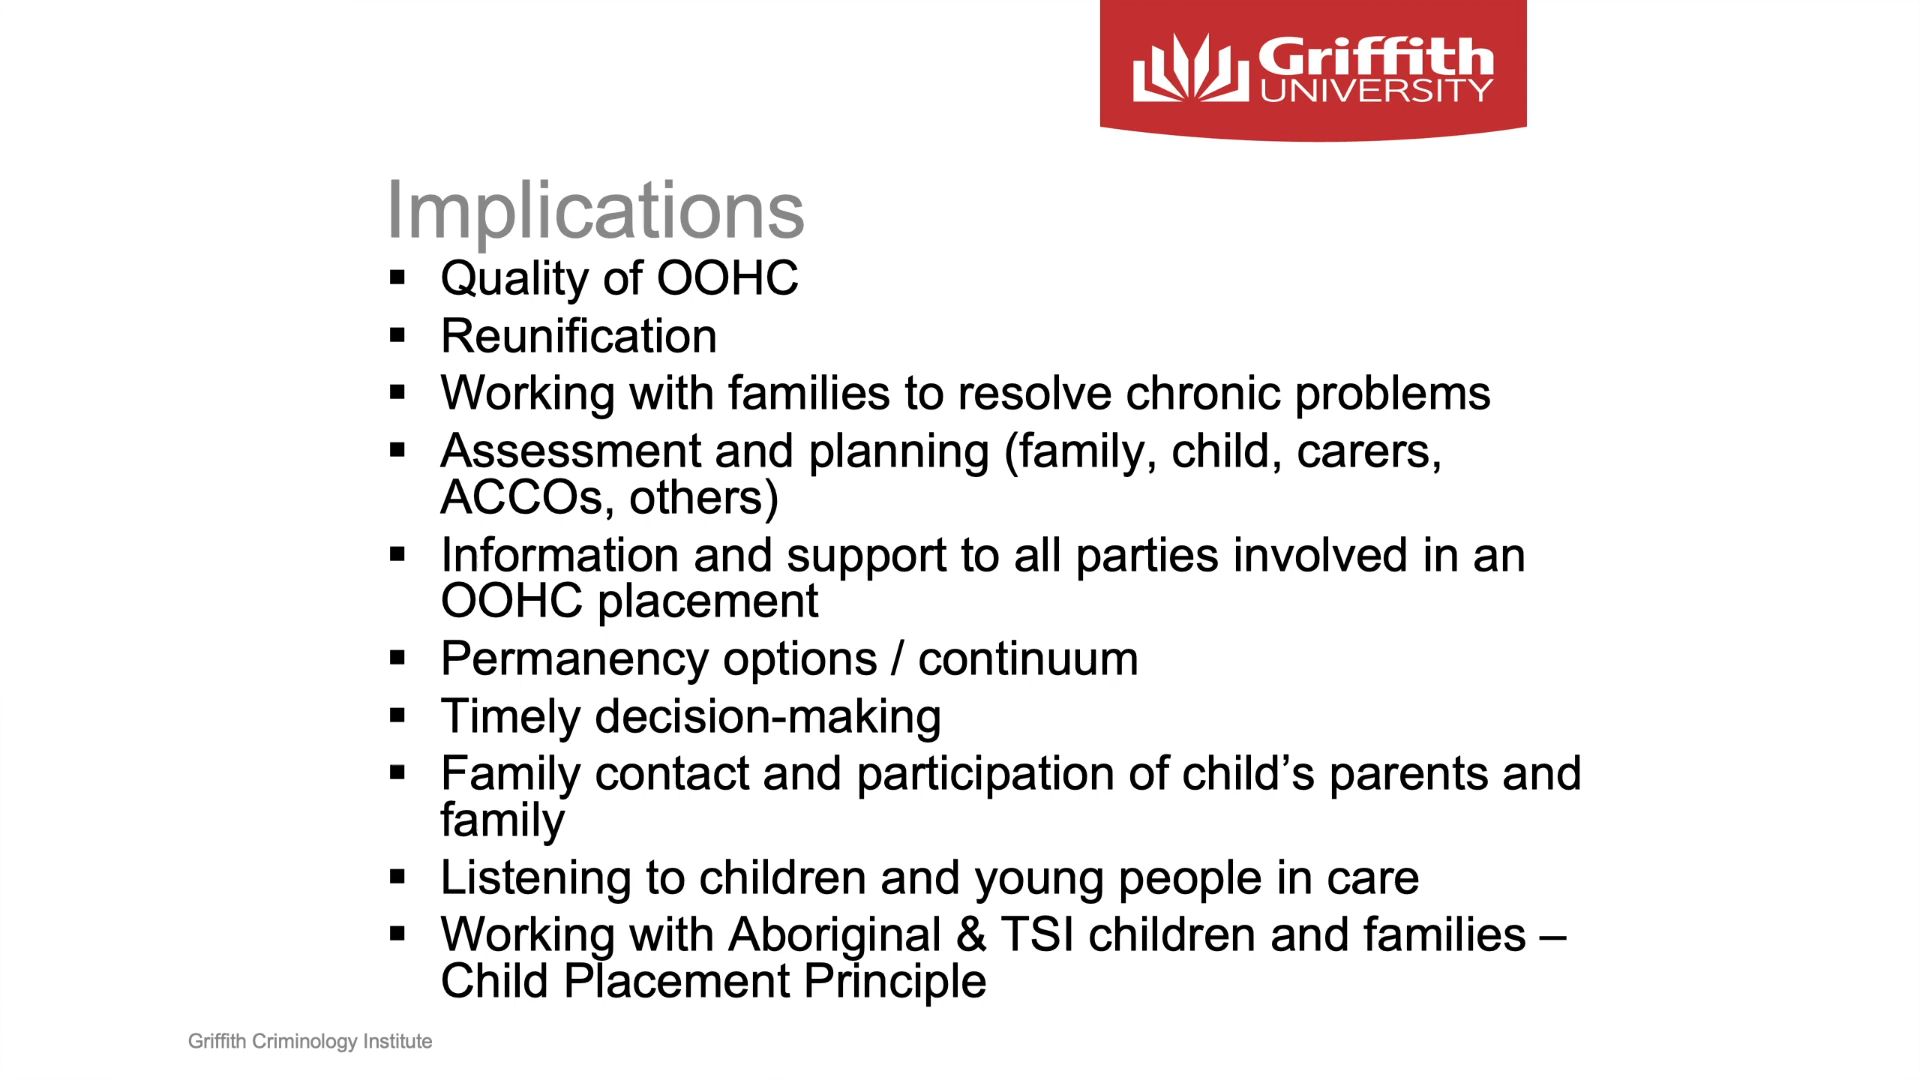 Griffith
UNIVERSITY
Implications
▪ Quality of OOHC
▪ Reunification
▪ Working with families to resolve chronic problems
▪ Assessment and planning (family, child, carers,
ACCOs, others)
▪ Information and support to all parties involved in an
OOHC placement
▪ Permanency options / continuum
▪ Timely decision-making
▪ Family contact and participation of child’s parents and
family
▪ Listening to children and young people in care
▪ Working with Aboriginal & TSI children and families –
Child Placement Principle
Griffith Criminology Institute